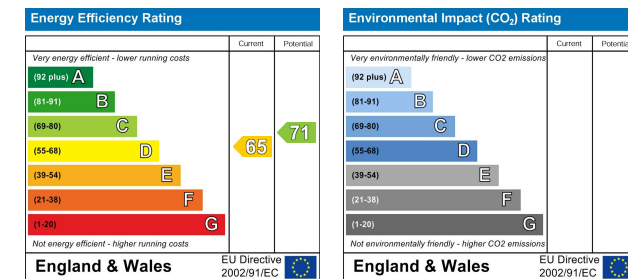 Energy Efficiency Rating
Current Potential
Very energy efficient - lower running costs
(92 plus) A
(81-91) B
(69-80) C
(55-68) D
(39-54) E
(21-38) F
(1-20) G
65
71
Not energy efficient - higher running costs
England & Wales
EU Directive
2002/91/EC
Environmental Impact (CO2) Rating
Current Potentia
Very environmentally friendly - lower CO2 emissions
(92 plus) A
(81-91) B
(69-80) C
(55-68) D
(39-54) E
(21-38) F
(1-20) G
Not environmentally friendly - higher CO2 emissions
England & Wales
EU Directive
2002/91/EC